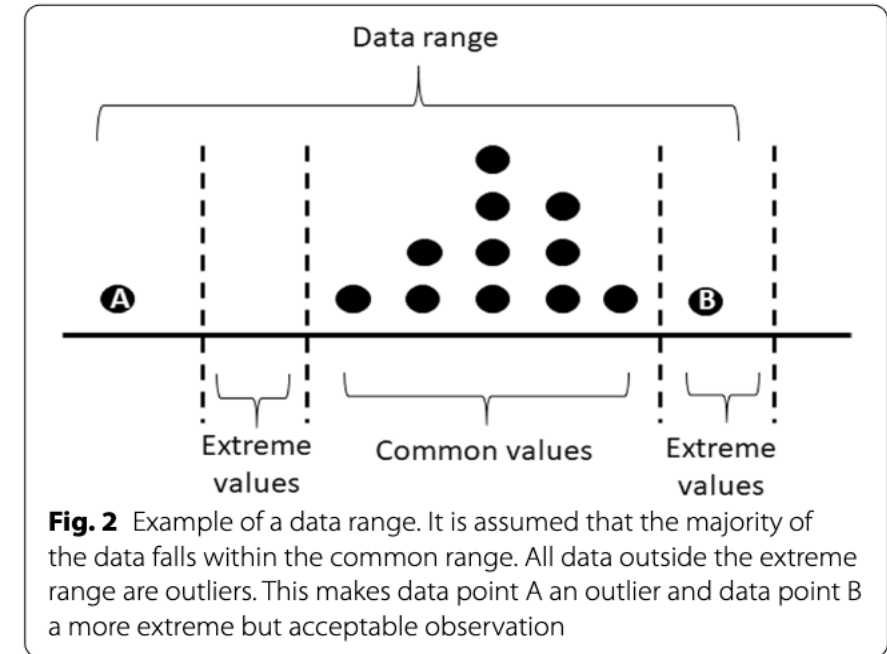 Data range
A
B
Extreme
values
Common values
Extreme
values
Fig. 2 Example of a data range. It is assumed that the majority of
the data falls within the common range. All data outside the extreme
range are outliers. This makes data point A an outlier and data point B
a more extreme but acceptable observation